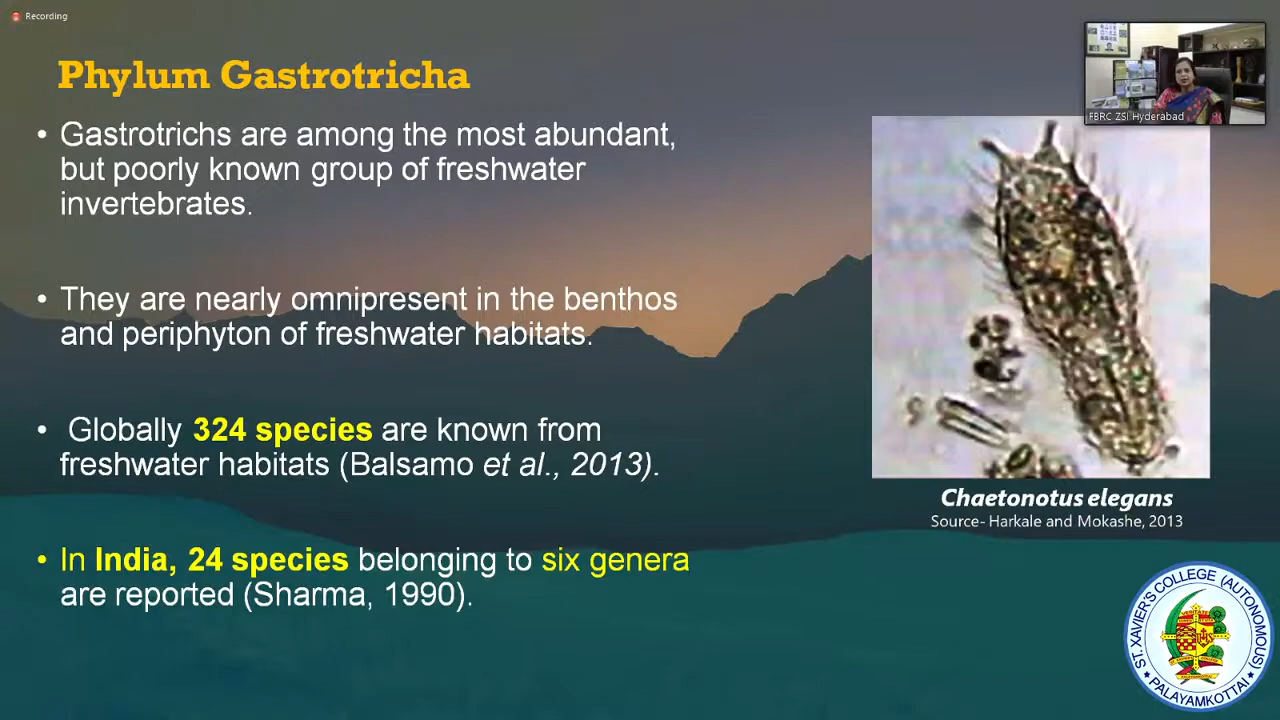 Recording
Phylum Gastrotricha
• Gastrotrichs are among the most abundant,
but poorly known group of freshwater
invertebrates.
• They are nearly omnipresent in the benthos
and periphyton of freshwater habitats.
• Globally 324 species are known from
freshwater habitats (Balsamo et al., 2013).
• In India, 24 species belonging to six genera
are reported (Sharma, 1990).
FBRC ZSI Hyderabad
Chaetonotus elegans
Source- Harkale and Mokashe, 2013
ST. XAVIER'S COLLEGE (AUTONOMOUS)
★ PALAYAMKOTTAI ★